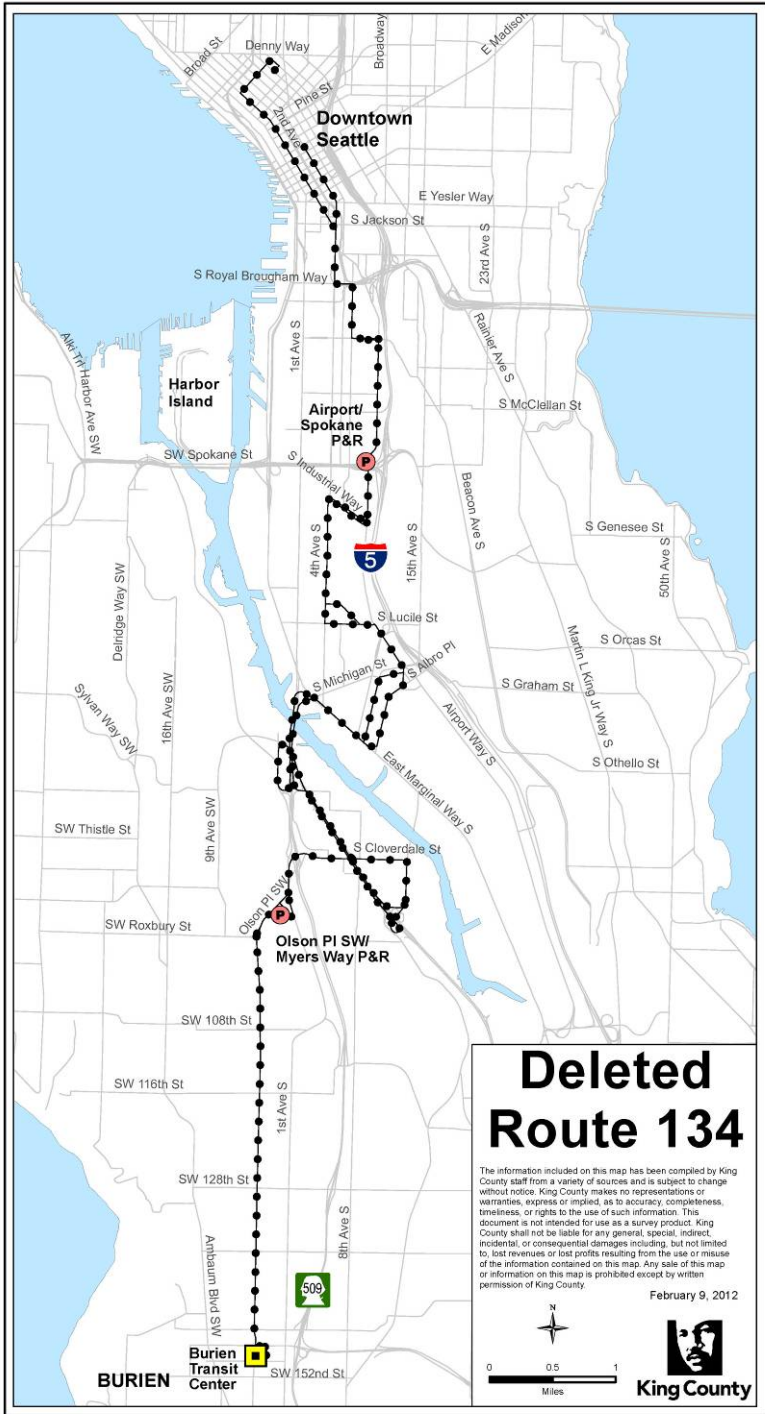 Denny Way
Broad St
Broadway
E Madison
Pine St
2nd Ave
Downtown
Seattle
E Yesler Way
S Jackson St
23rd Ave S
S Royal Brougham Way
Rainier Ave S
Alki Trl
Harbor Ave SW
1st Ave S
Harbor
Island
Airport/
Spokane
P&R
S McClellan St
SW Spokane St
P
S Industrial Way
Beacon Ave S
S Genesee St
4th Ave S
5
15th Ave S
50th Ave S
Delridge Way SW
S Lucile St
S Orcas St
S Michigan St
S Albro Pl
Martin L King Jr Way S
16th Ave SW
Sylvan Way SW
S Graham St
Airport Way S
S Othello St
East Marginal Way S
9th Ave SW
SW Thistle St
S Cloverdale St
Olson Pl SW
P
SW Roxbury St
Olson Pl SW/
Myers Way P&R
SW 108th St
SW 116th St
1st Ave S
SW 128th St
8th Ave S
Ambaum Blvd SW
509
Burien
Transit
Center
SW 152nd St
BURIEN
Deleted
Route 134
The information included on this map has been compiled by King
County staff from a variety of sources and is subject to change
without notice. King County makes no representations or
warranties, express or implied, as to accuracy, completeness,
timeliness, or rights to the use of such information. This
document is not intended for use as a survey product. King
County shall not be liable for any general, special, indirect,
incidental, or consequential damages including, but not limited
to, lost revenues or lost profits resulting from the use or misuse
of the information contained on this map. Any sale of this map
or information on this map is prohibited except by written
permission of King County.
February 9, 2012
N
0 0.5 1
Miles
King County